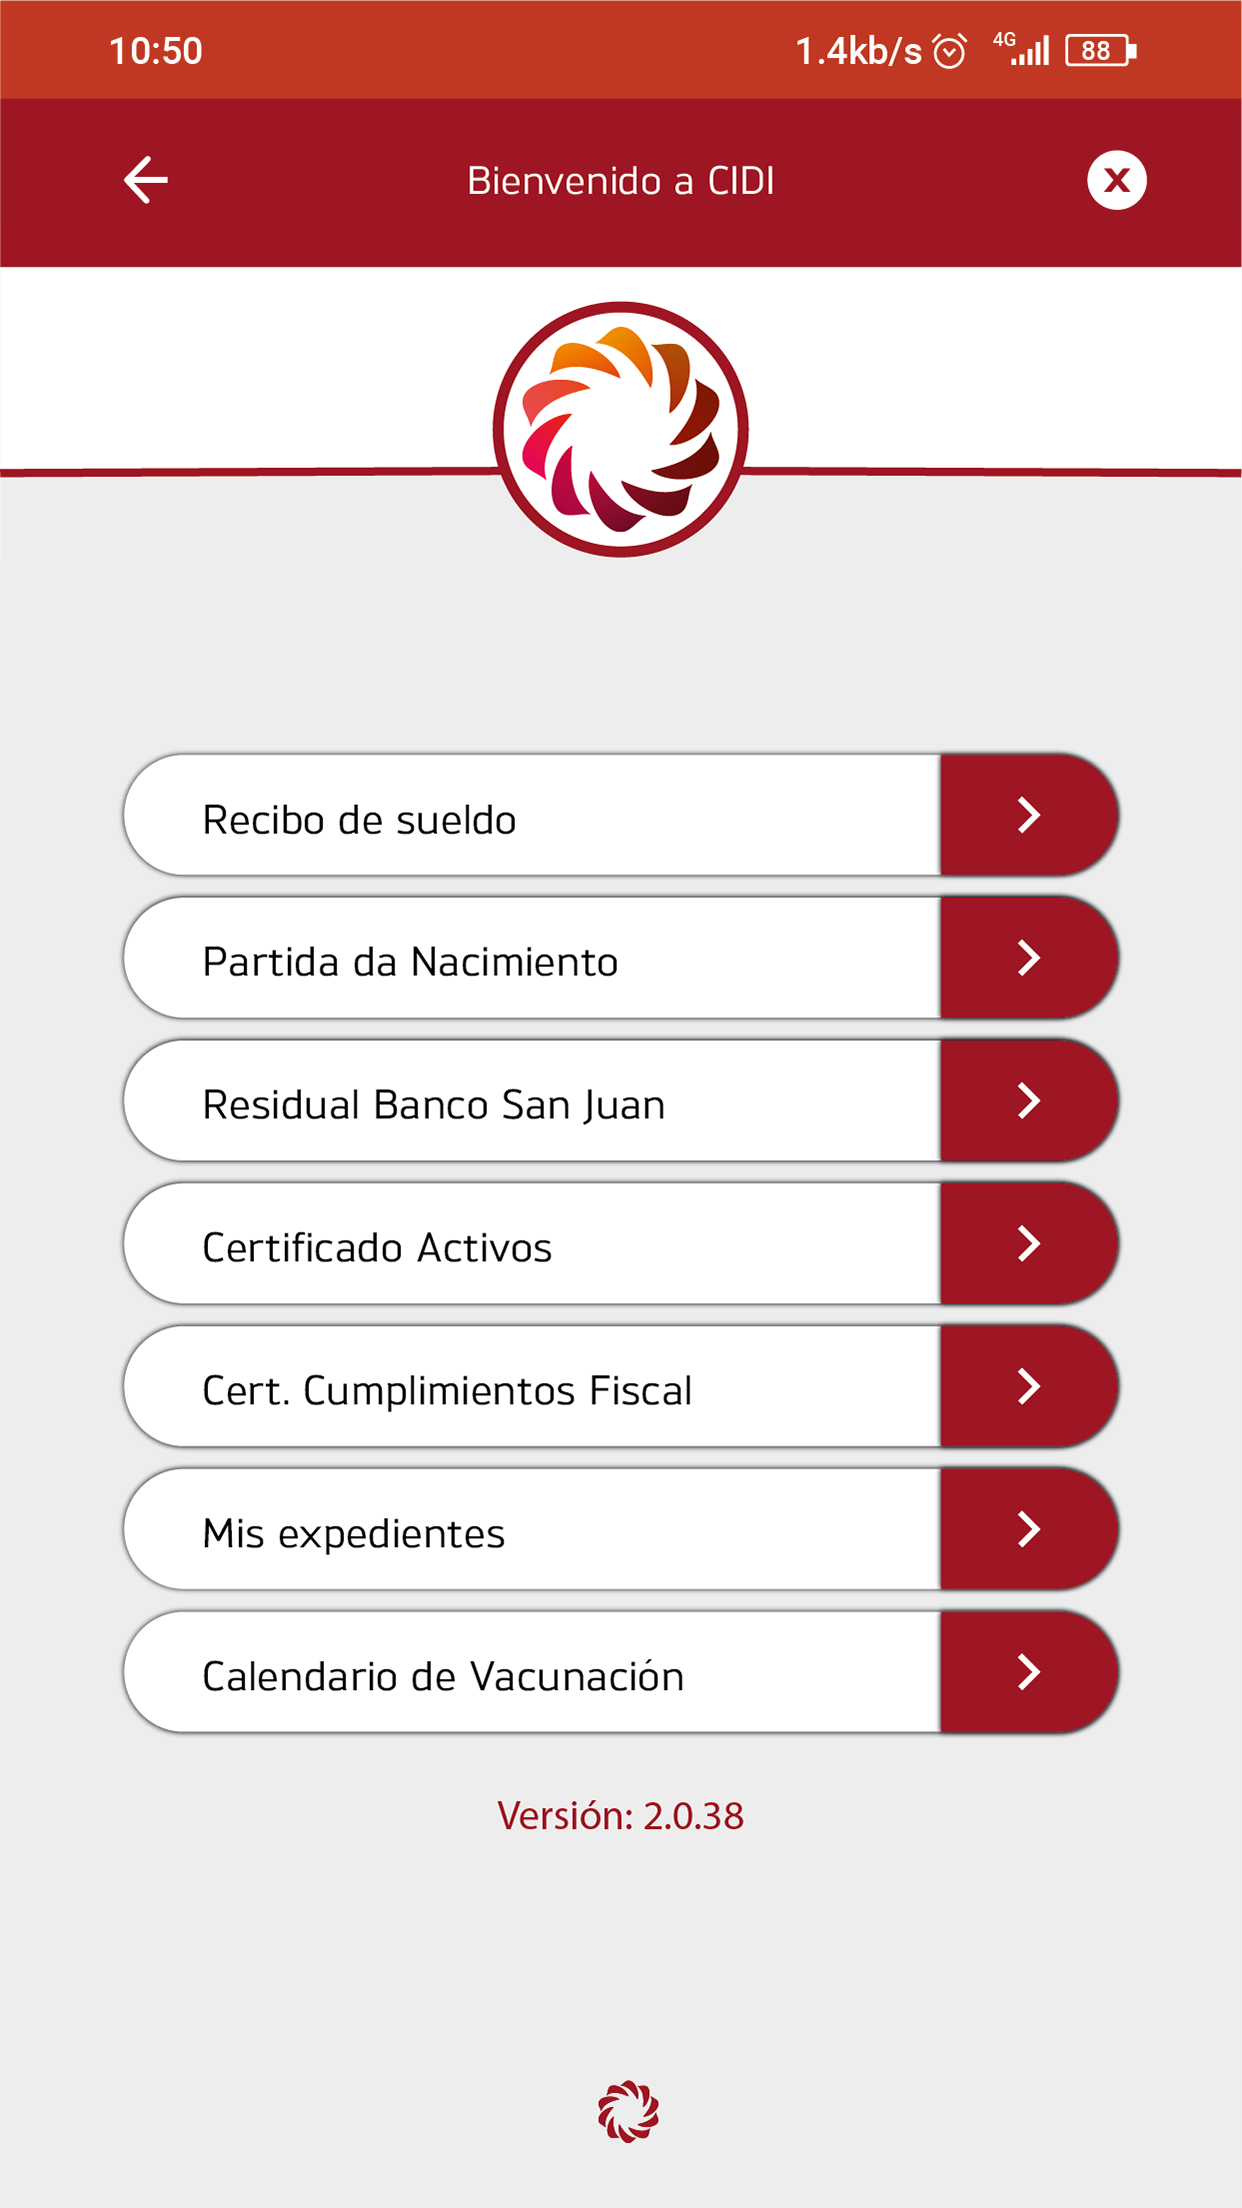 10:50
1.4kb/s 4G 88
Bienvenido a CIDI
X
Recibo de sueldo
Partida da Nacimiento
Residual Banco San Juan
Certificado Activos
Cert. Cumplimientos Fiscal
Mis expedientes
Calendario de Vacunación
Versión: 2.0.38